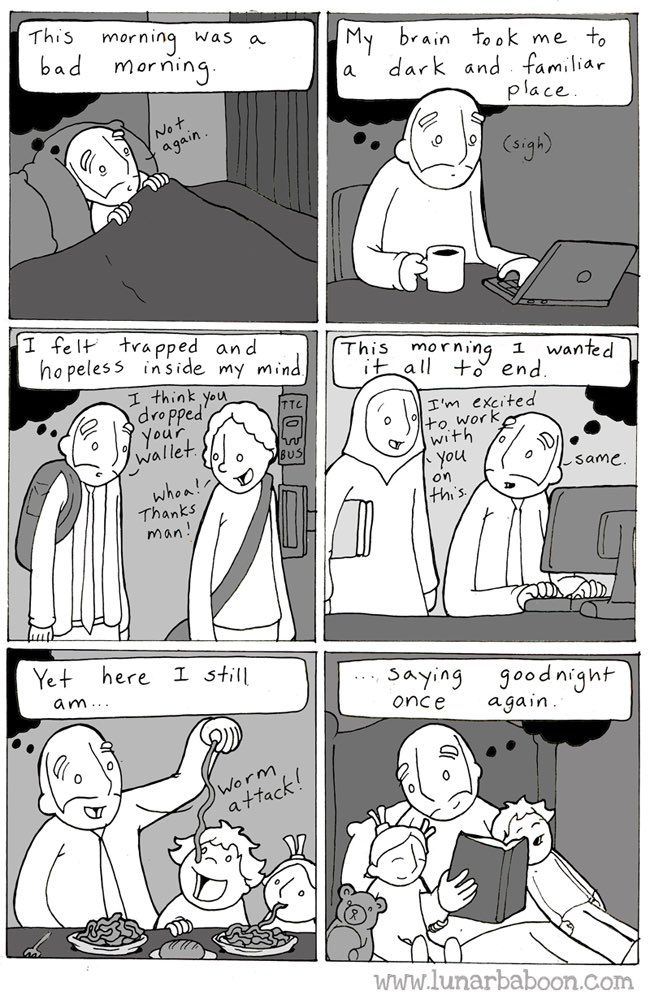 This morning was a
bad morning.
Not
again.
My brain took me to
a dark and familiar
place.
(sigh)
I felt trapped and
hopeless inside my mind
I think you
dropped
your
wallet.
whoa!
Thanks
man!
TTC
BUS
This morning I wanted
it all to end.
I'm excited
to work
with
you
on
this.
same.
Yet here I still
am...
worm
attack!
... saying goodnight
once again.
www.lunarbaboon.com